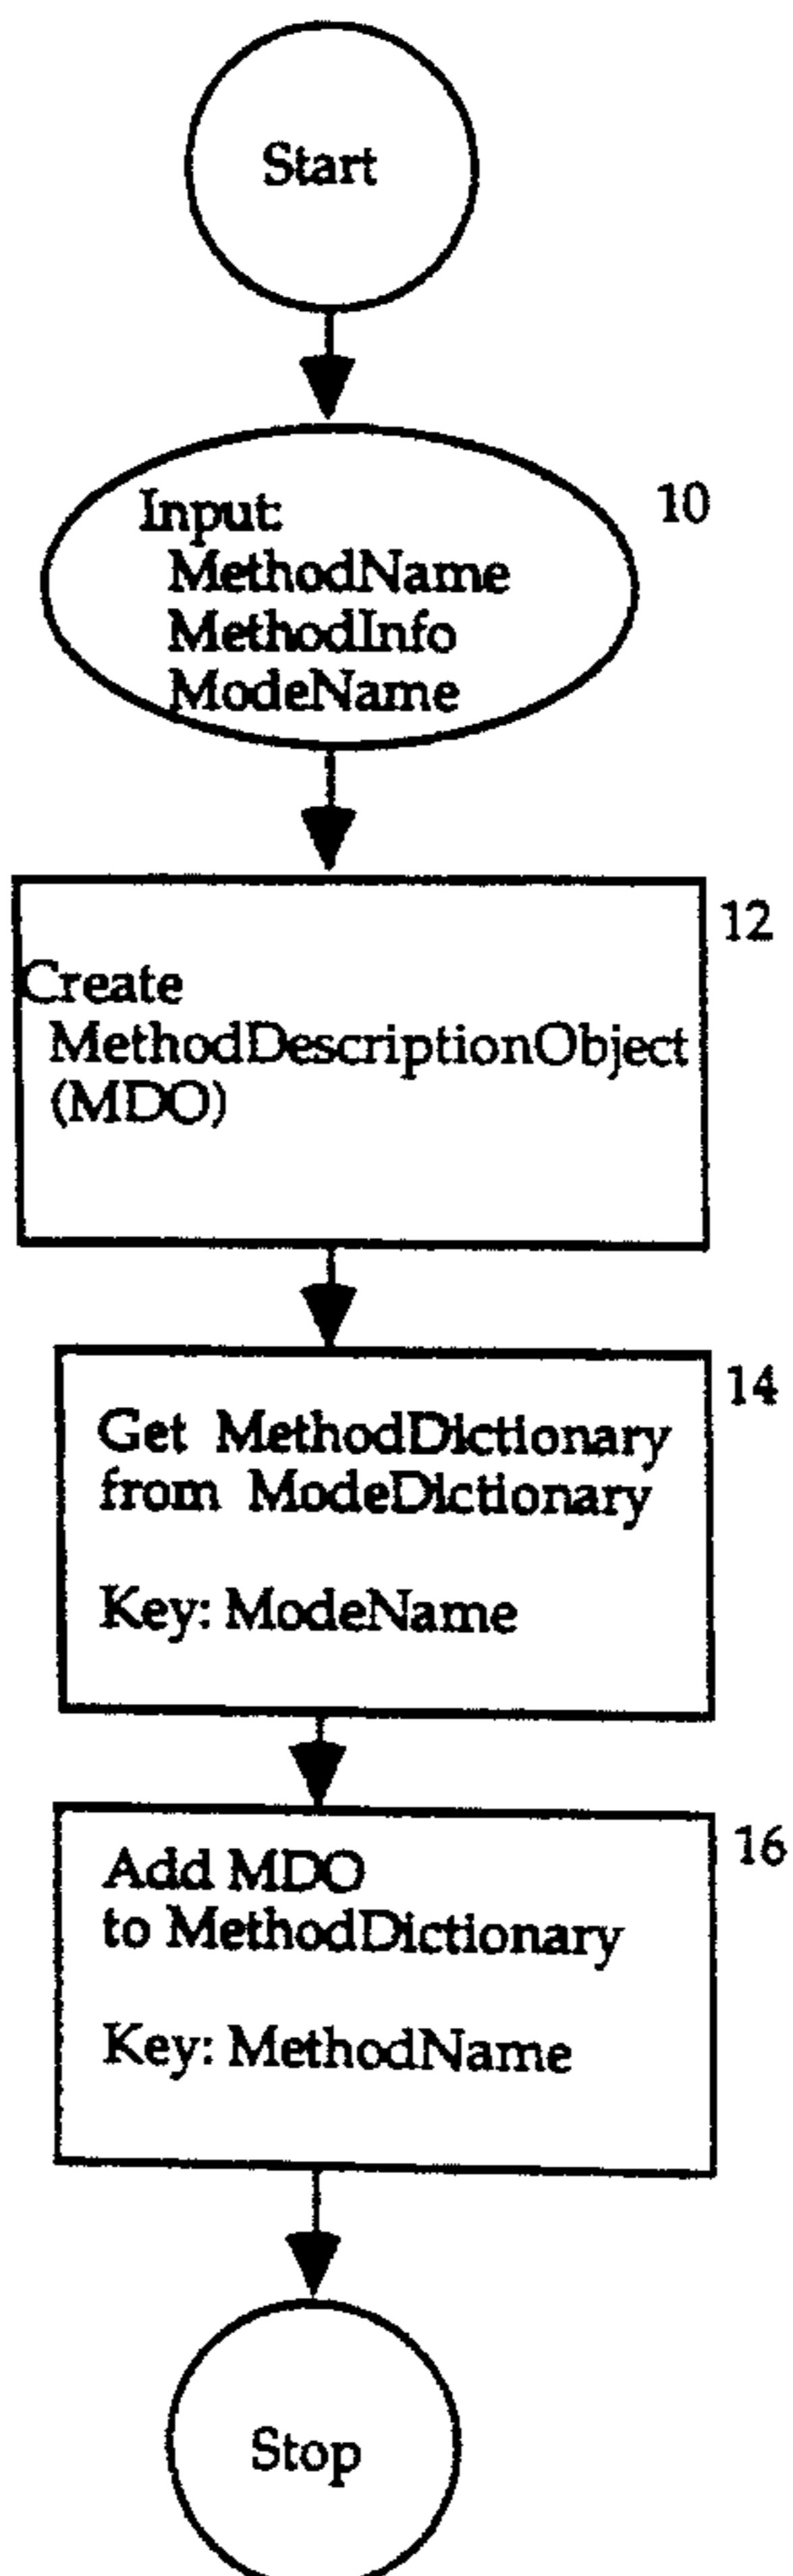 Start
10
Input:
MethodName
MethodInfo
ModeName
12
Create
MethodDescriptionObject
(MDO)
14
Get MethodDictionary
from ModeDictionary
Key: ModeName
16
Add MDO
to MethodDictionary
Key: MethodName
Stop